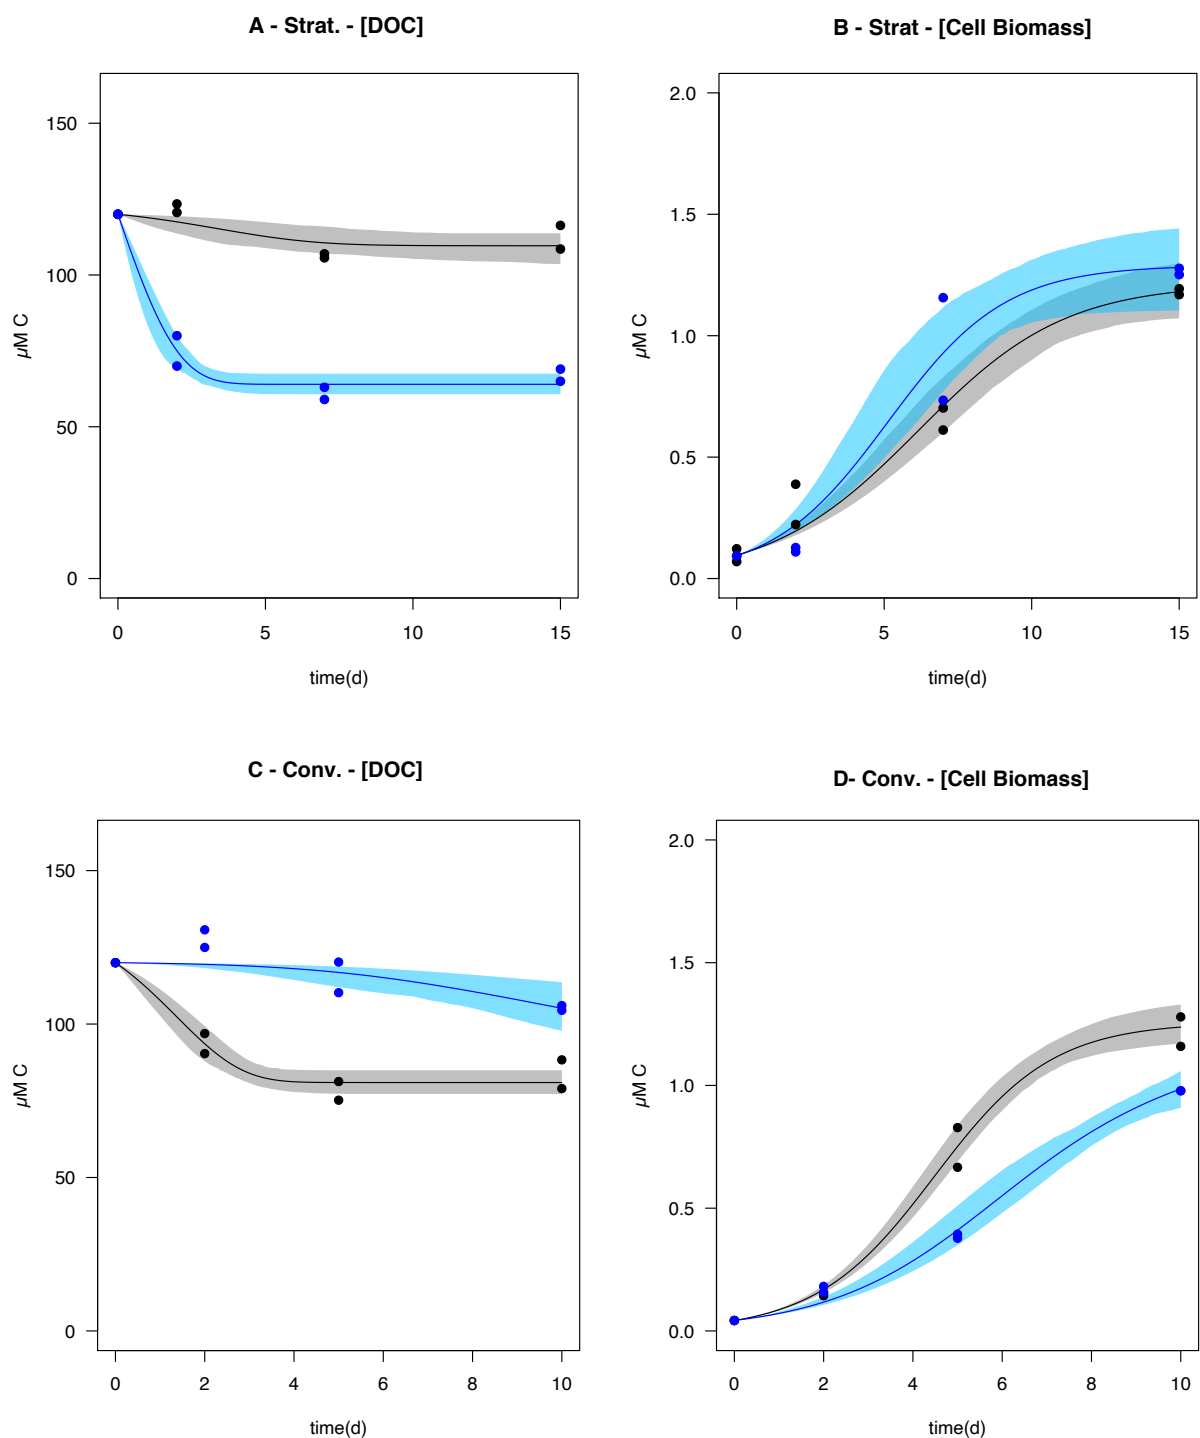 A - Strat. - [DOC]
150
100
50
0
µM C
0 5 10 15
time(d)
B - Strat - [Cell Biomass]
2.0
1.5
1.0
0.5
0.0
µM C
0 5 10 15
time(d)
C - Conv. - [DOC]
150
100
50
0
µM C
0 2 4 6 8 10
time(d)
D- Conv. - [Cell Biomass]
2.0
1.5
1.0
0.5
0.0
µM C
0 2 4 6 8 10
time(d)